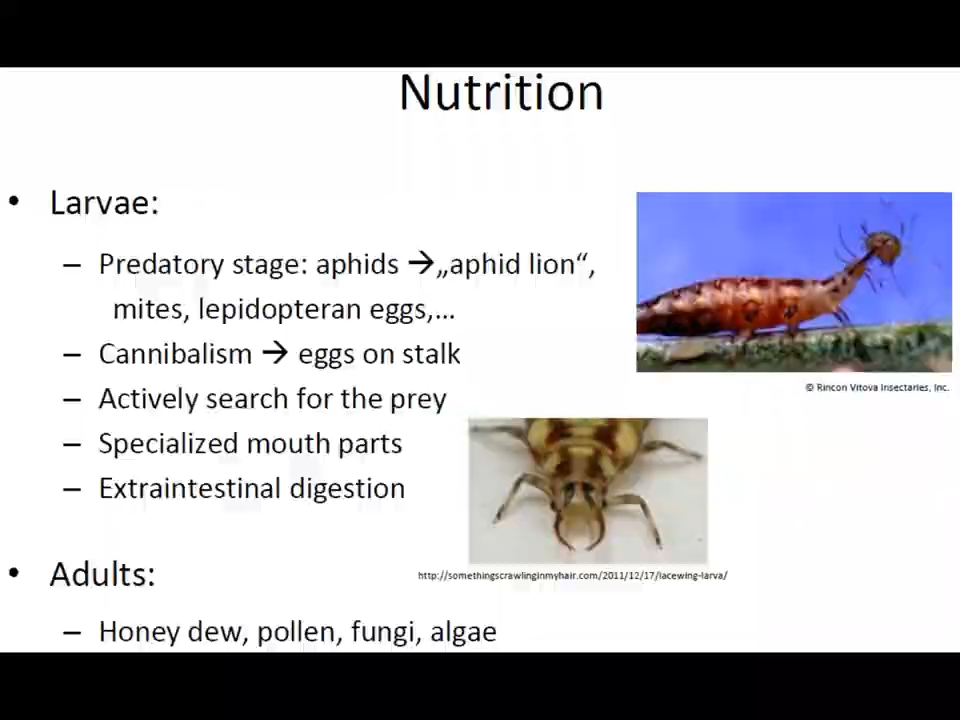 Nutrition
• Larvae:
– Predatory stage: aphids → „aphid lion“,
mites, lepidopteran eggs,...
– Cannibalism → eggs on stalk
– Actively search for the prey
– Specialized mouth parts
– Extraintestinal digestion
© Rincon Vitova Insectaries, Inc.
http://somethingscrawlinginmyhair.com/2011/12/17/lacewing-larva/
• Adults:
– Honey dew, pollen, fungi, algae